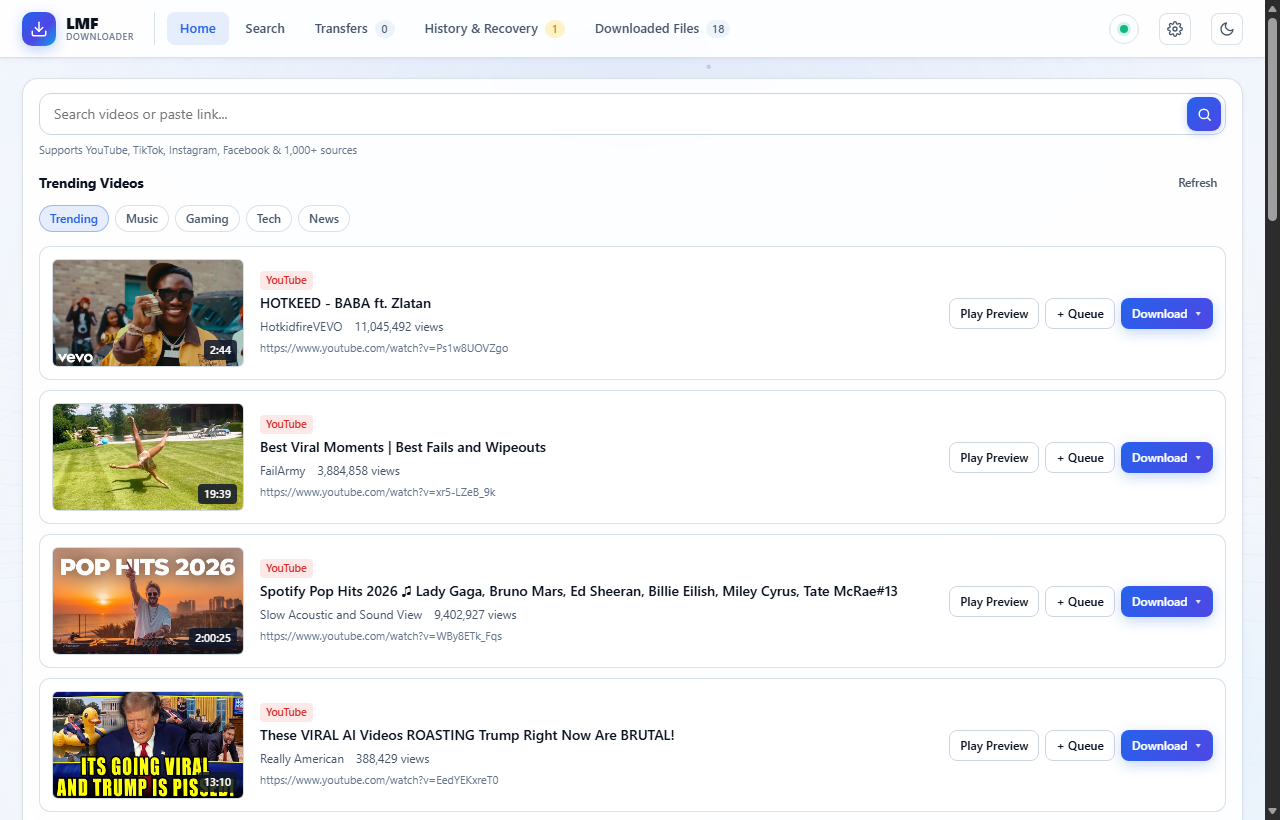 LMF
DOWNLOADER
Home
Search
Transfers 0
History & Recovery 1
Downloaded Files 18
Search videos or paste link...
Supports YouTube, TikTok, Instagram, Facebook & 1,000+ sources
Trending Videos
Refresh
Trending
Music
Gaming
Tech
News
vevo
2:44
YouTube
HOTKEED - BABA ft. Zlatan
HotkidfireVEVO 11,045,492 views
https://www.youtube.com/watch?v=Ps1w8UOVZgo
Play Preview
+ Queue
Download
19:39
YouTube
Best Viral Moments | Best Fails and Wipeouts
FailArmy 3,884,858 views
https://www.youtube.com/watch?v=xr5-LZeB_9k
Play Preview
+ Queue
Download
POP HITS 2026
2:00:25
YouTube
Spotify Pop Hits 2026 ♫ Lady Gaga, Bruno Mars, Ed Sheeran, Billie Eilish, Miley Cyrus, Tate McRae#13
Slow Acoustic and Sound View 9,402,927 views
https://www.youtube.com/watch?v=WBy8ETk_Fqs
Play Preview
+ Queue
Download
ITS GOING VIRAL
AND TRUMP IS PISSED!
13:10
YouTube
These VIRAL AI Videos ROASTING Trump Right Now Are BRUTAL!
Really American 388,429 views
https://www.youtube.com/watch?v=EedYEKxreT0
Play Preview
+ Queue
Download